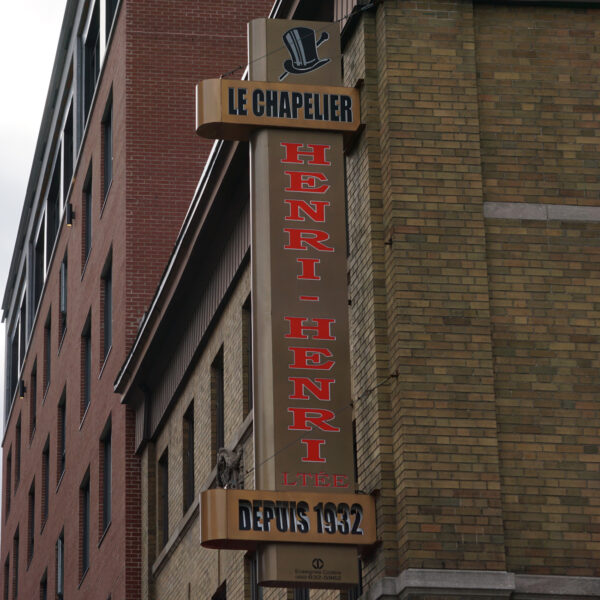 LE CHAPELIER
HENRI-HENRI
LTÉE
DEPUIS 1932